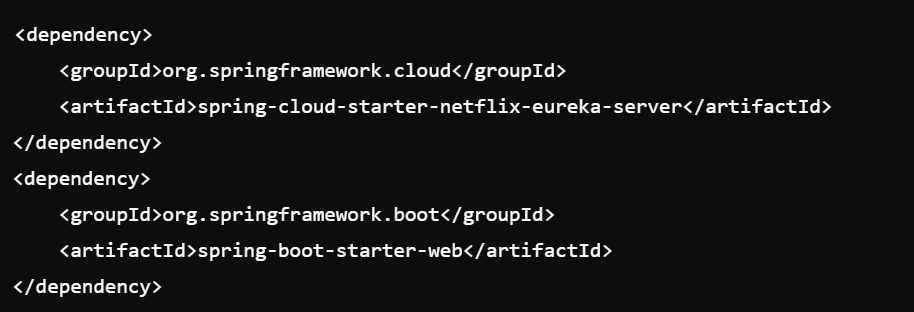 <dependency>
    <groupId>org.springframework.cloud</groupId>
    <artifactId>spring-cloud-starter-netflix-eureka-server</artifactId>
</dependency>
<dependency>
    <groupId>org.springframework.boot</groupId>
    <artifactId>spring-boot-starter-web</artifactId>
</dependency>